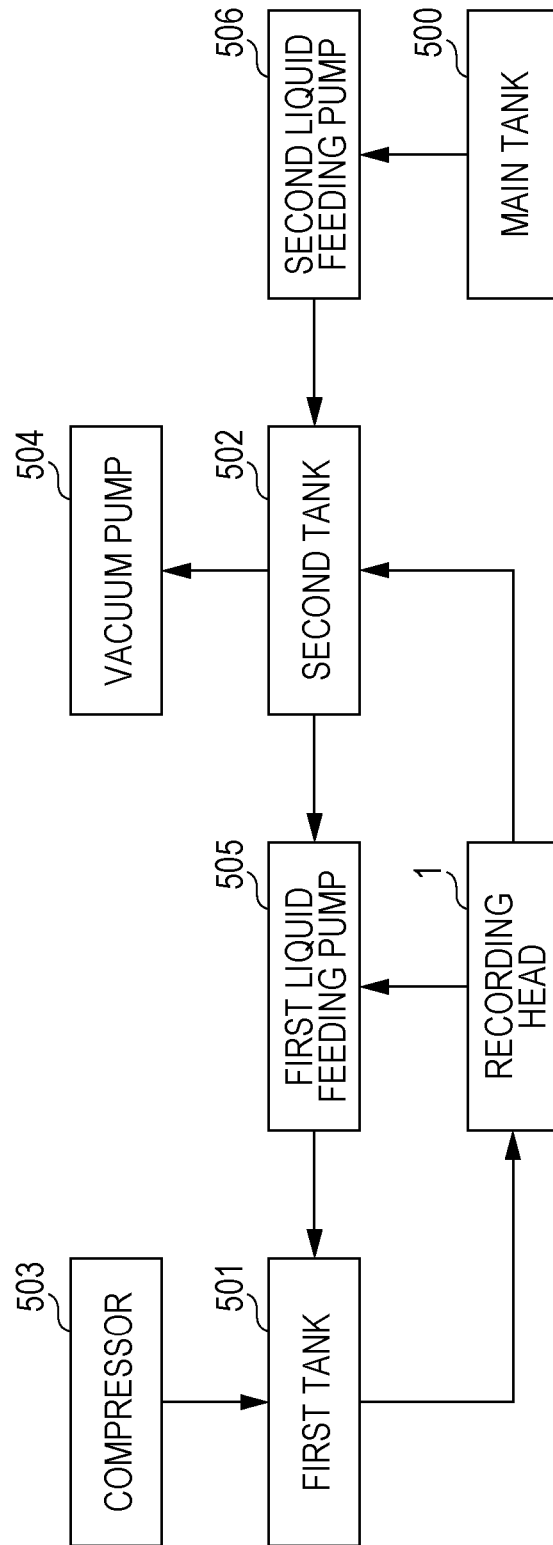 503
COMPRESSOR
504
VACUUM PUMP
501
FIRST TANK
505
FIRST LIQUID
FEEDING PUMP
502
SECOND TANK
506
SECOND LIQUID
FEEDING PUMP
1
RECORDING
HEAD
500
MAIN TANK